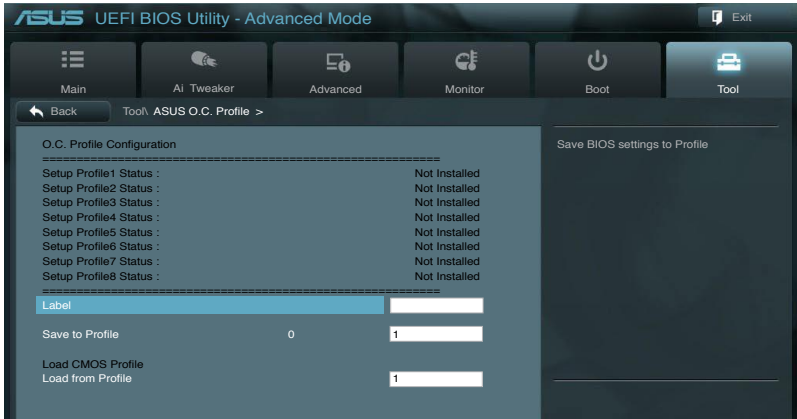 ASUS UEFI BIOS Utility - Advanced Mode Exit
Main Ai Tweaker Advanced Monitor Boot Tool
Back Tool\ ASUS O.C. Profile >
O.C. Profile Configuration
Save BIOS settings to Profile
============================================================
Setup Profile1 Status : Not Installed
Setup Profile2 Status : Not Installed
Setup Profile3 Status : Not Installed
Setup Profile4 Status : Not Installed
Setup Profile5 Status : Not Installed
Setup Profile6 Status : Not Installed
Setup Profile7 Status : Not Installed
Setup Profile8 Status : Not Installed
============================================================
Label
Save to Profile 0 1
Load CMOS Profile
Load from Profile 1